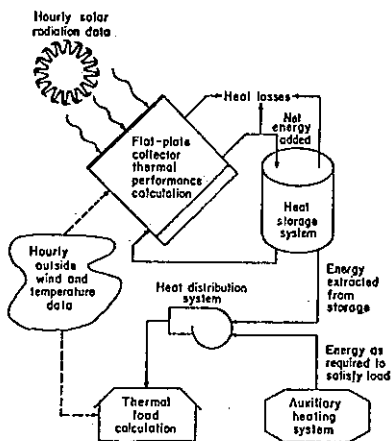 Hourly solar
radiation data
Heat losses
Net
energy
added
Flat-plate
collector
thermal
performance
calculation
Heat
storage
system
Hourly
outside
wind and
temperature
data
Heat distribution
system
Energy
extracted
from
storage
Energy as
required to
satisfy load
Thermal
load
calculation
Auxiliary
heating
system